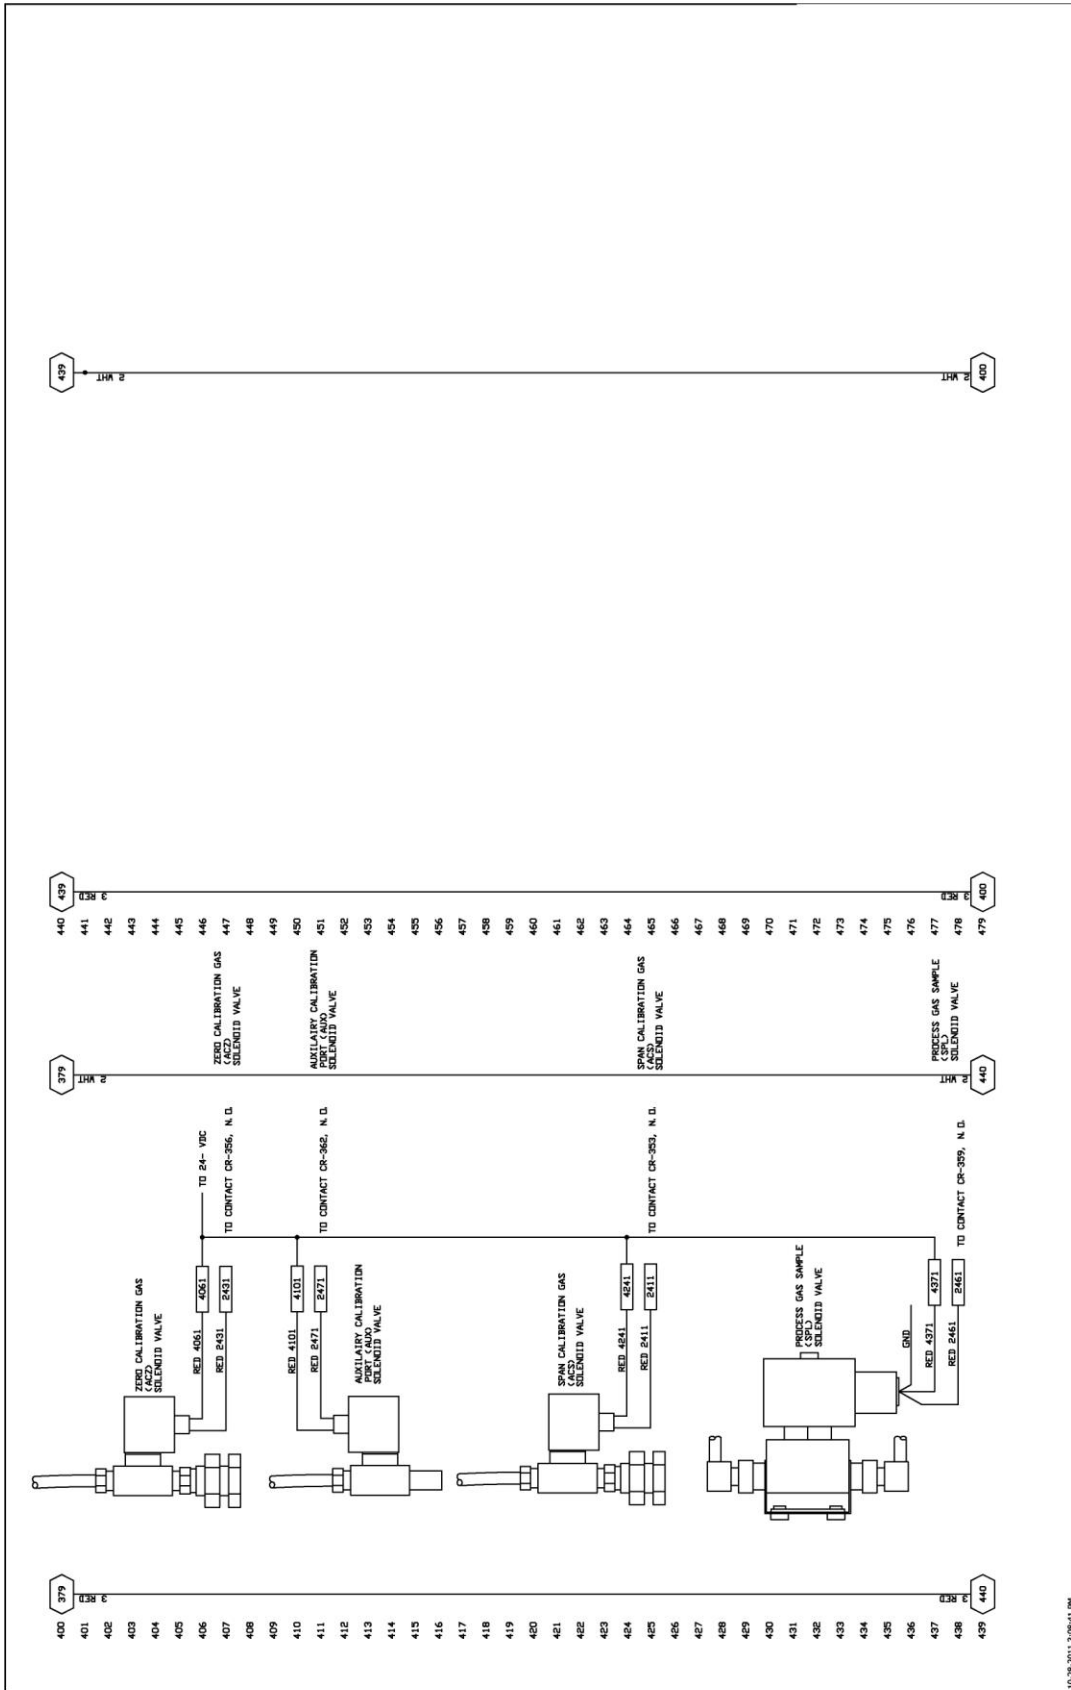 400
401
402
403
404
405
406
407
408
409
410
411
412
413
414
415
416
417
418
419
420
421
422
423
424
425
426
427
428
429
430
431
432
433
434
435
436
437
438
439
379
3 RED
3 RED
440
ZERO CALIBRATION GAS
(ACZ)
SOLENOID VALVE
RED 4061
4061
TO 24- VDC
RED 2431
2431
TO CONTACT CR-356, N.O.
RED 4101
4101
RED 2471
2471
TO CONTACT CR-362, N.O.
AUXILAIRY CALIBRATION
PORT (AUX)
SOLENOID VALVE
SPAN CALIBRATION GAS
(ACS)
SOLENOID VALVE
RED 4241
4241
RED 2411
2411
TO CONTACT CR-353, N.O.
PROCESS GAS SAMPLE
(SPL)
SOLENOID VALVE
GND
RED 4371
4371
RED 2461
2461
TO CONTACT CR-359, N.O.
379
2 WHT
2 WHT
440
ZERO CALIBRATION GAS
(ACZ)
SOLENOID VALVE
AUXILAIRY CALIBRATION
PORT (AUX)
SOLENOID VALVE
SPAN CALIBRATION GAS
(ACS)
SOLENOID VALVE
PROCESS GAS SAMPLE
(SPL)
SOLENOID VALVE
440
441
442
443
444
445
446
447
448
449
450
451
452
453
454
455
456
457
458
459
460
461
462
463
464
465
466
467
468
469
470
471
472
473
474
475
476
477
478
479
439
3 RED
3 RED
400
439
2 WHT
2 WHT
400